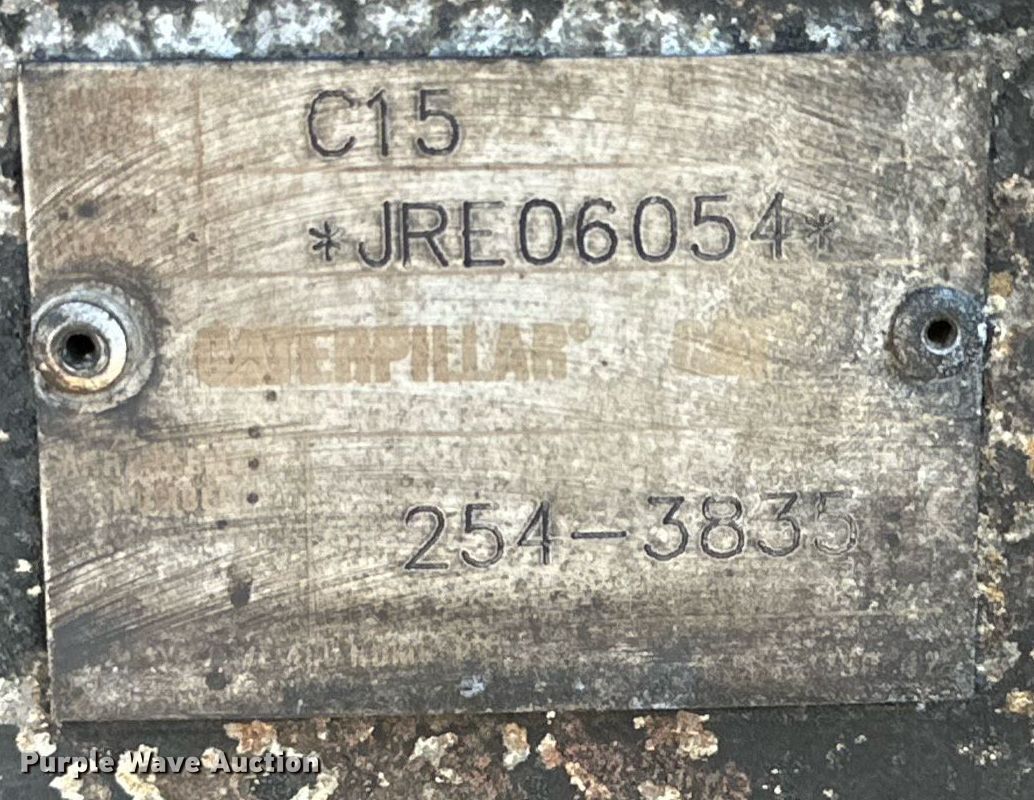 C15
*JRE06054*
CATERPILLAR® CAT
254-3835
Purple Wave Auction